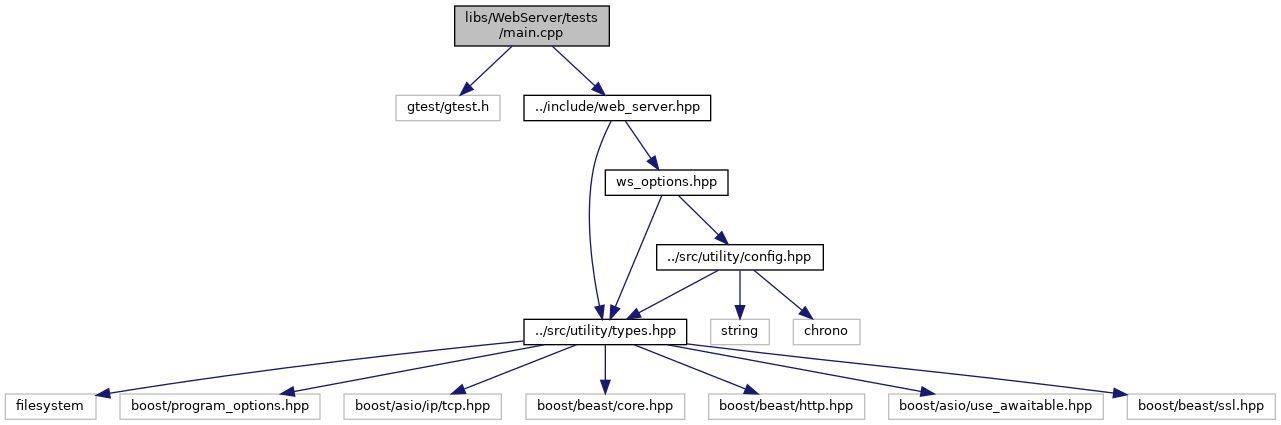 libs/WebServer/tests
/main.cpp
gtest/gtest.h
../include/web_server.hpp
ws_options.hpp
../src/utility/config.hpp
../src/utility/types.hpp
string
chrono
filesystem
boost/program_options.hpp
boost/asio/ip/tcp.hpp
boost/beast/core.hpp
boost/beast/http.hpp
boost/asio/use_awaitable.hpp
boost/beast/ssl.hpp